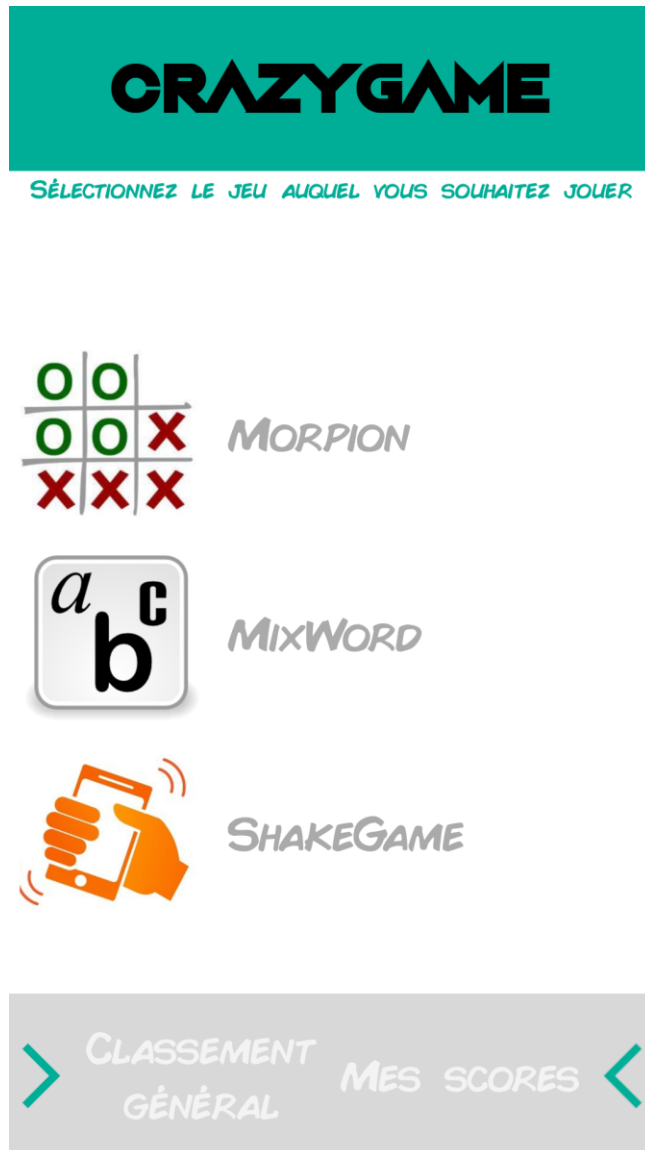 CRAZYGAME
Sélectionnez le jeu auquel vous souhaitez jouer
O O
O O X
X X X
Morpion
a b c
MixWord
ShakeGame
Classement
général
Mes scores